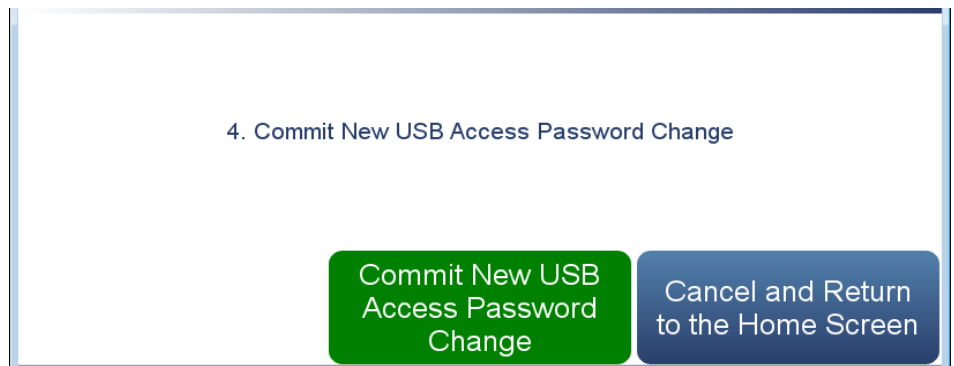 4. Commit New USB Access Password Change
Commit New USB
Access Password
Change
Cancel and Return
to the Home Screen